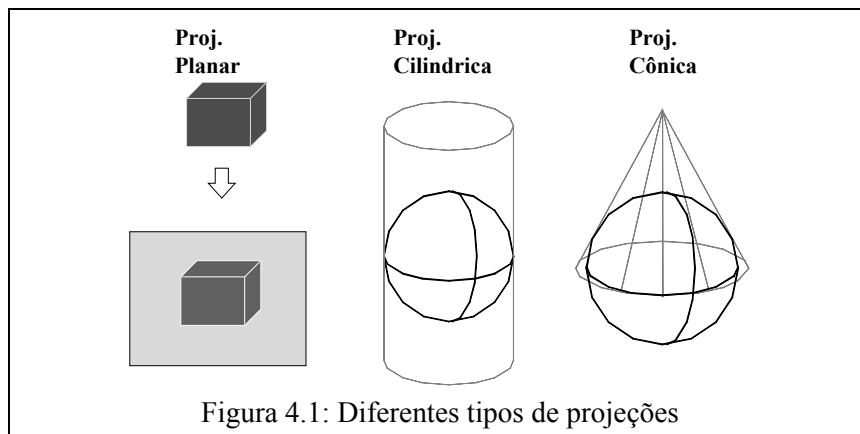 Proj.
Planar
Proj.
Cilindrica
Proj.
Cônica
Figura 4.1: Diferentes tipos de projeções